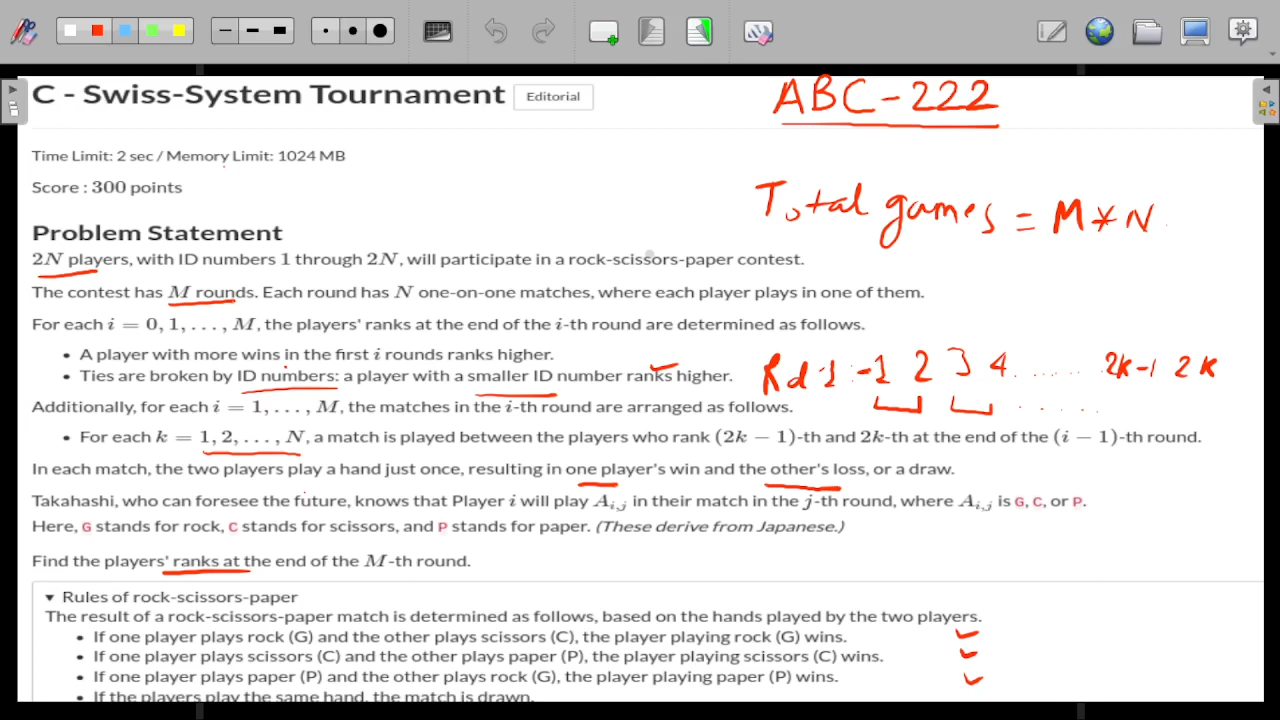 C - Swiss-System Tournament Editorial
ABC-222
Time Limit: 2 sec / Memory Limit: 1024 MB
Score : 300 points
Total games = M*N
Problem Statement
2N players, with ID numbers 1 through 2N, will participate in a rock-scissors-paper contest.
The contest has M rounds. Each round has N one-on-one matches, where each player plays in one of them.
For each i = 0, 1, . . . , M, the players' ranks at the end of the i-th round are determined as follows.
• A player with more wins in the first i rounds ranks higher.
• Ties are broken by ID numbers: a player with a smaller ID number ranks higher.
Rd 1 :- 1 2 3 4 ...... 2k-1 2k
Additionally, for each i = 1, . . . , M, the matches in the i-th round are arranged as follows.
• For each k = 1, 2, . . . , N, a match is played between the players who rank (2k − 1)-th and 2k-th at the end of the (i − 1)-th round.
In each match, the two players play a hand just once, resulting in one player's win and the other's loss, or a draw.
Takahashi, who can foresee the future, knows that Player i will play A_{i,j} in their match in the j-th round, where A_{i,j} is G, C, or P.
Here, G stands for rock, C stands for scissors, and P stands for paper. (These derive from Japanese.)
Find the players' ranks at the end of the M-th round.
▼ Rules of rock-scissors-paper
The result of a rock-scissors-paper match is determined as follows, based on the hands played by the two players.
• If one player plays rock (G) and the other plays scissors (C), the player playing rock (G) wins.
• If one player plays scissors (C) and the other plays paper (P), the player playing scissors (C) wins.
• If one player plays paper (P) and the other plays rock (G), the player playing paper (P) wins.
• If the players play the same hand, the match is drawn.